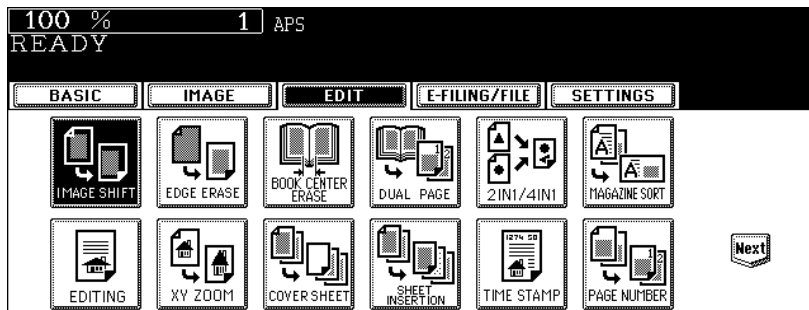 100 % 1 APS
READY
BASIC IMAGE EDIT E-FILING/FILE SETTINGS
IMAGE SHIFT EDGE ERASE BOOK CENTER ERASE DUAL PAGE 2IN1/4IN1 MAGAZINE SORT
EDITING XY ZOOM COVER SHEET SHEET INSERTION TIME STAMP PAGE NUMBER Next